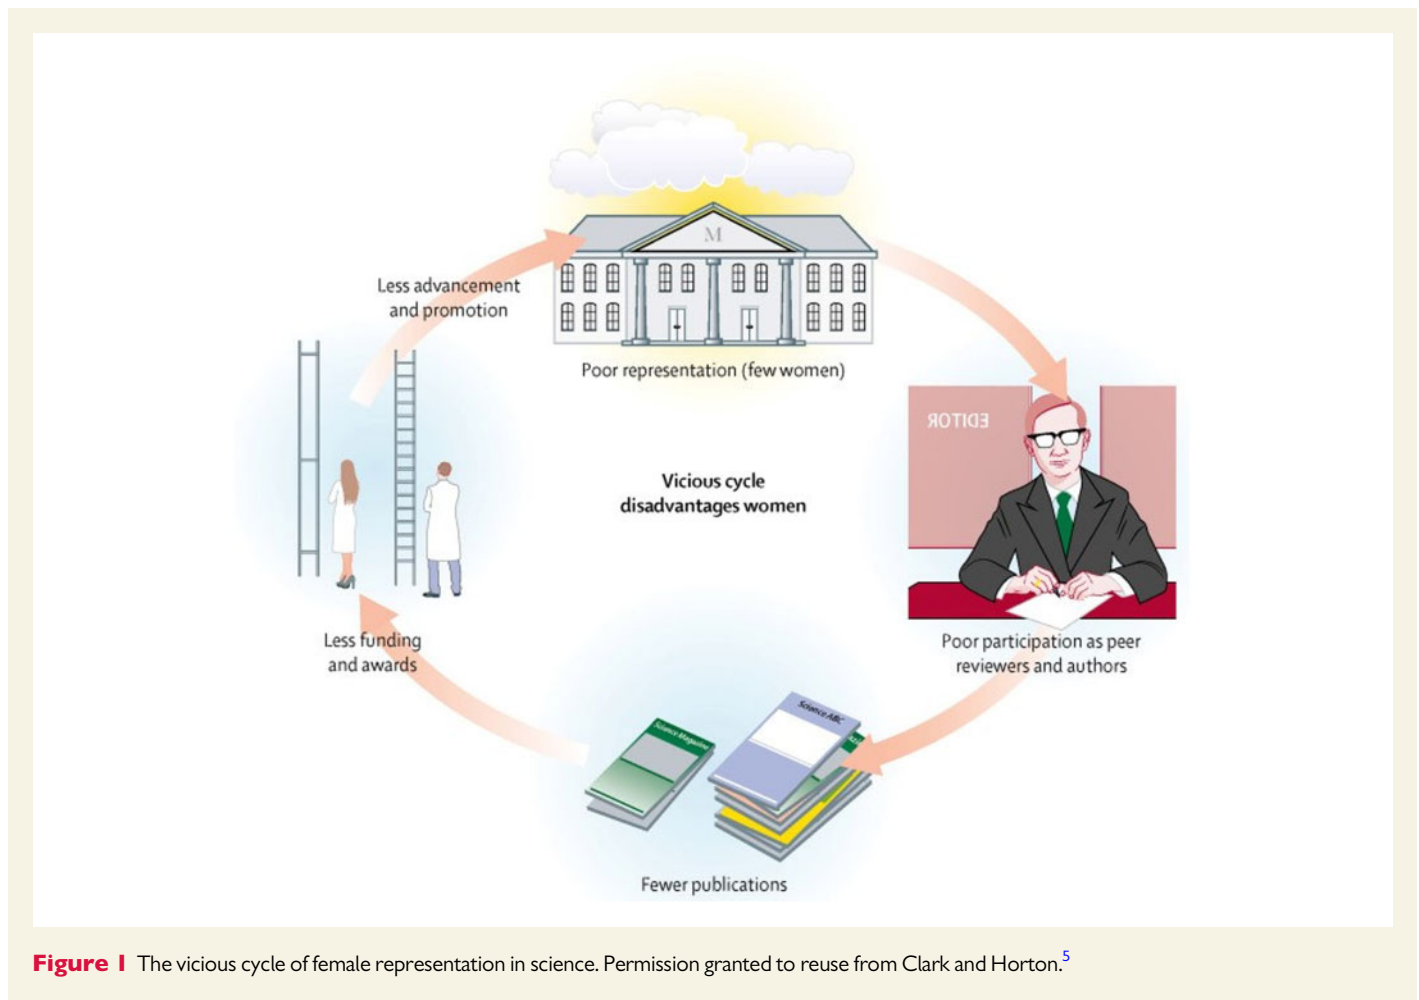 M
Less advancement
and promotion
Poor representation (few women)
EDITOR
Vicious cycle
disadvantages women
Less funding
and awards
Poor participation as peer
reviewers and authors
Science Magazine
Science ABC
Fewer publications
Figure 1 The vicious cycle of female representation in science. Permission granted to reuse from Clark and Horton.5